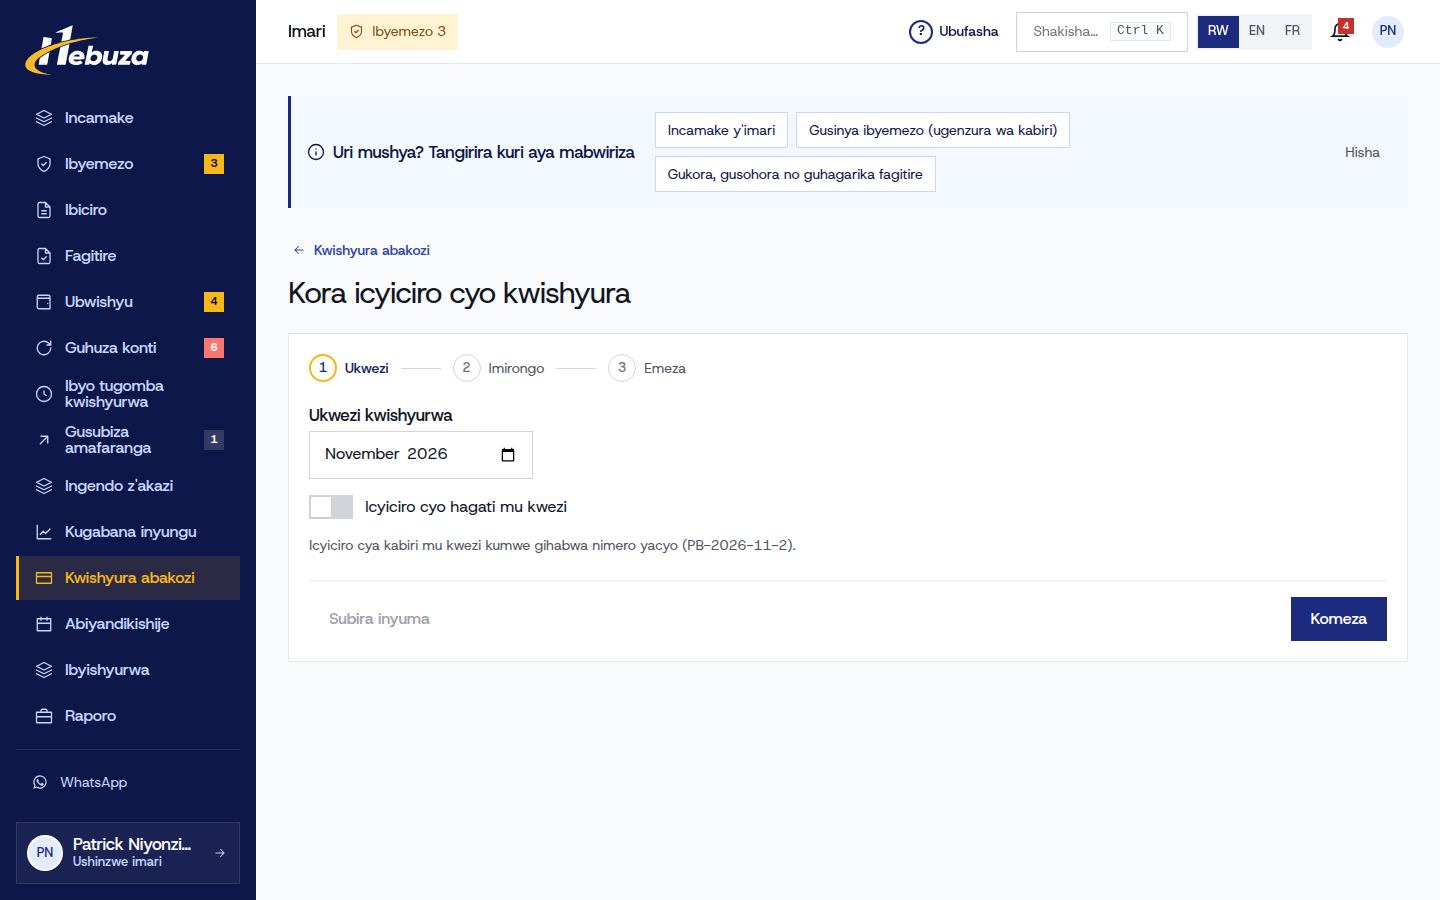 Hebuza
Incamake
Ibyemezo 3
Ibiciro
Fagitire
Ubwishyu 4
Guhuza konti 6
Ibyo tugomba
kwishyurwa
Gusubiza
amafaranga 1
Ingendo z'akazi
Kugabana inyungu
Kwishyura abakozi
Abiyandikishije
Ibyishyurwa
Raporo
WhatsApp
PN Patrick Niyonzi...
Ushinzwe imari
Imari Ibyemezo 3 ? Ubufasha Shakisha... Ctrl K RW EN FR 4 PN
Uri mushya? Tangirira kuri aya mabwiriza
Incamake y'imari Gusinya ibyemezo (ugenzura wa kabiri)
Gukora, gusohora no guhagarika fagitire
Hisha
Kwishyura abakozi
Kora icyiciro cyo kwishyura
1 Ukwezi 2 Imirongo 3 Emeza
Ukwezi kwishyurwa
November 2026
Icyiciro cyo hagati mu kwezi
Icyiciro cya kabiri mu kwezi kumwe gihabwa nimero yacyo (PB-2026-11-2).
Subira inyuma Komeza